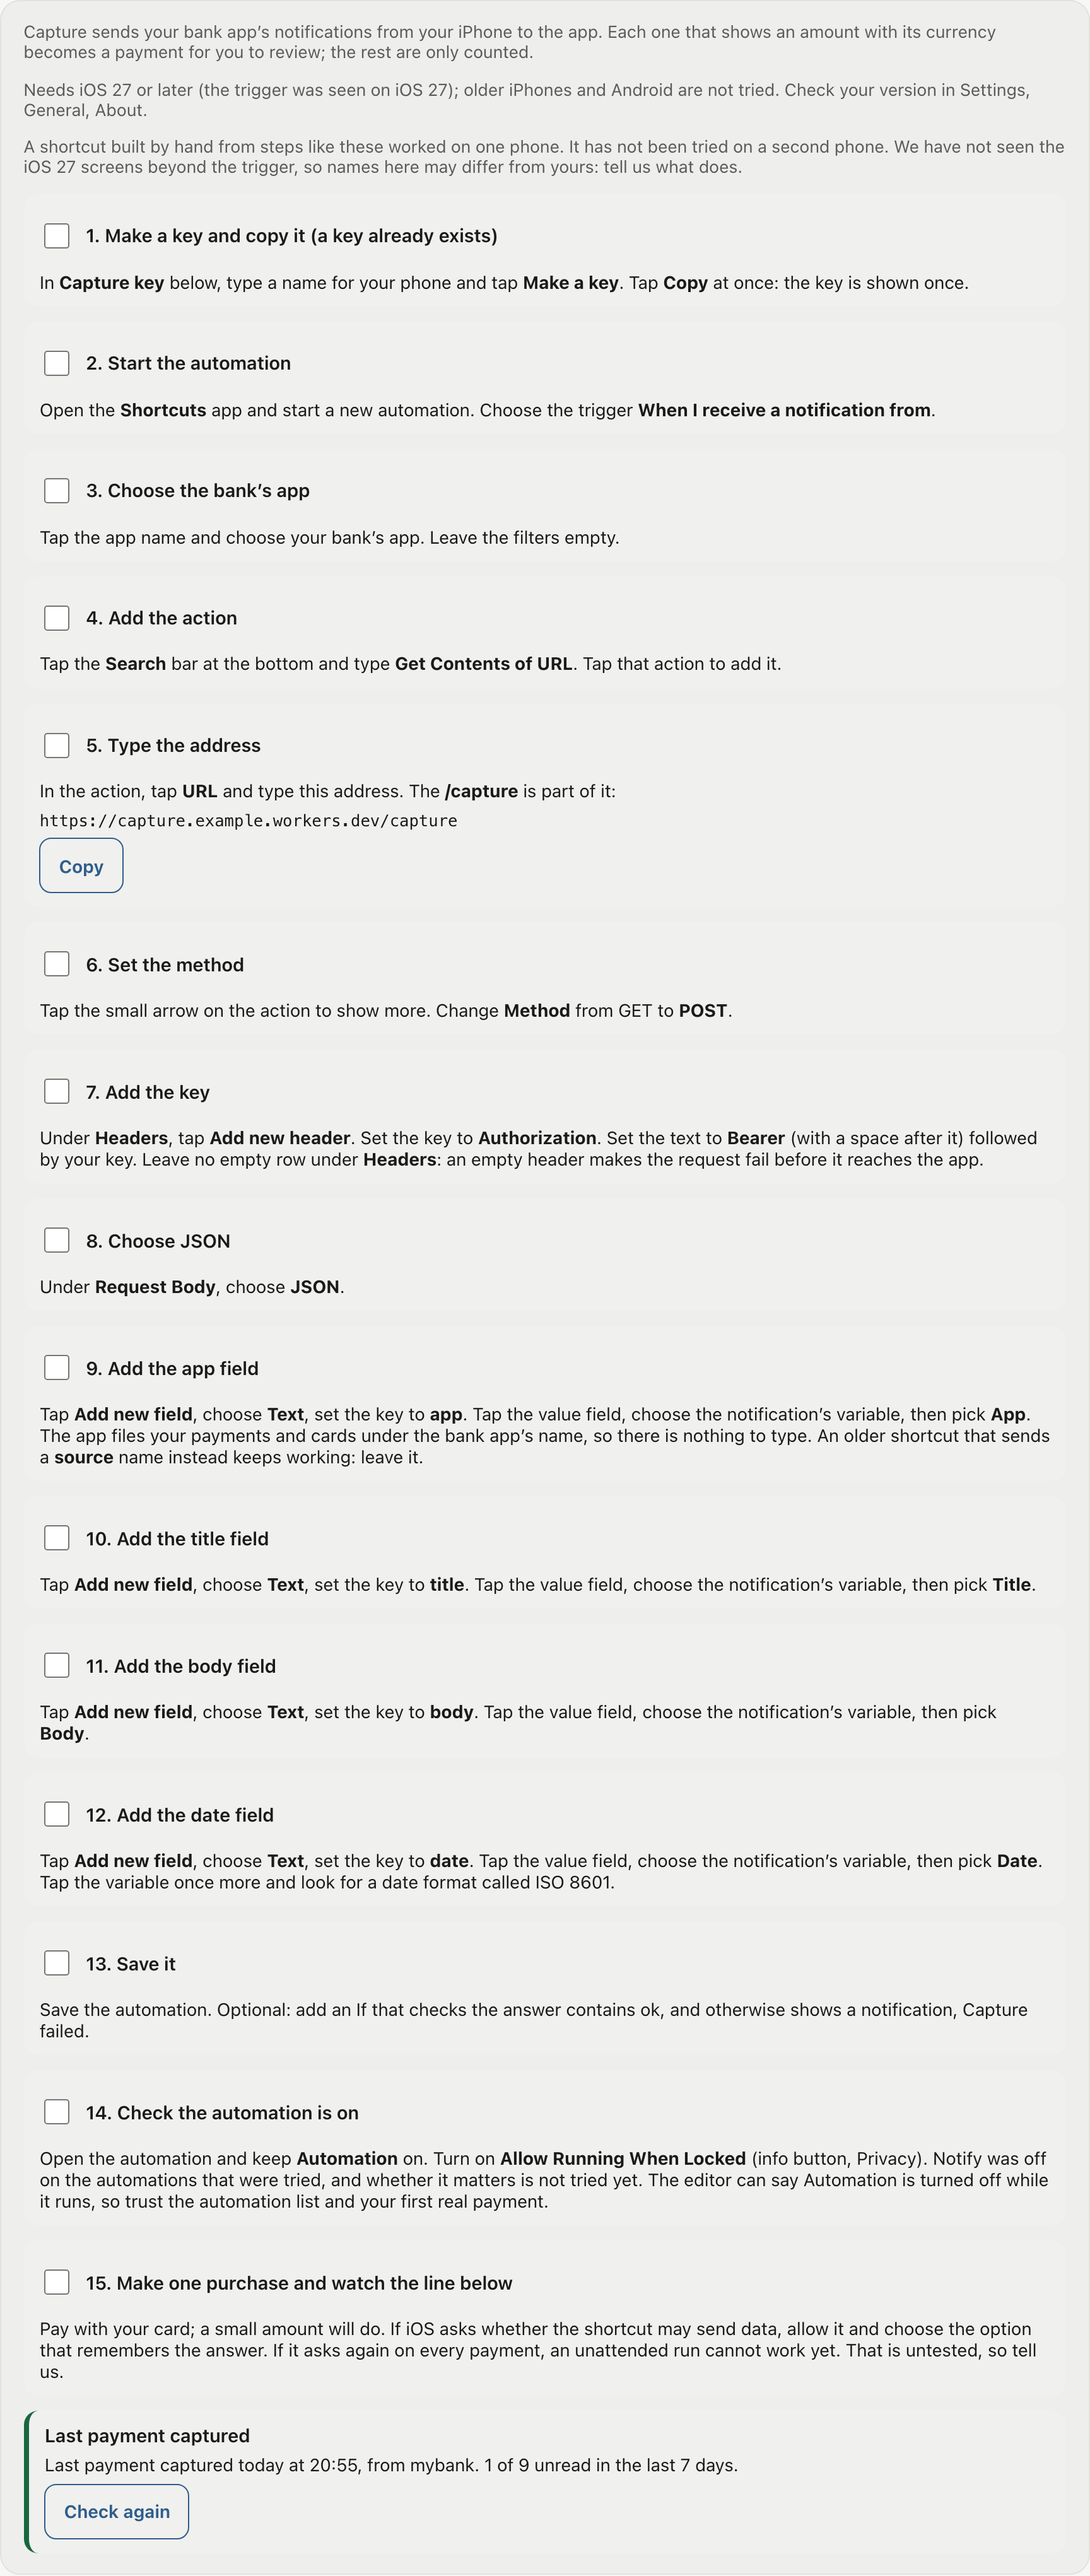 Capture sends your bank app’s notifications from your iPhone to the app. Each one that shows an amount with its currency
becomes a payment for you to review; the rest are only counted.
Needs iOS 27 or later (the trigger was seen on iOS 27); older iPhones and Android are not tried. Check your version in Settings,
General, About.
A shortcut built by hand from steps like these worked on one phone. It has not been tried on a second phone. We have not seen the
iOS 27 screens beyond the trigger, so names here may differ from yours: tell us what does.
1. Make a key and copy it (a key already exists)
In Capture key below, type a name for your phone and tap Make a key. Tap Copy at once: the key is shown once.
2. Start the automation
Open the Shortcuts app and start a new automation. Choose the trigger When I receive a notification from.
3. Choose the bank’s app
Tap the app name and choose your bank’s app. Leave the filters empty.
4. Add the action
Tap the Search bar at the bottom and type Get Contents of URL. Tap that action to add it.
5. Type the address
In the action, tap URL and type this address. The /capture is part of it:
https://capture.example.workers.dev/capture
Copy
6. Set the method
Tap the small arrow on the action to show more. Change Method from GET to POST.
7. Add the key
Under Headers, tap Add new header. Set the key to Authorization. Set the text to Bearer (with a space after it) followed
by your key. Leave no empty row under Headers: an empty header makes the request fail before it reaches the app.
8. Choose JSON
Under Request Body, choose JSON.
9. Add the app field
Tap Add new field, choose Text, set the key to app. Tap the value field, choose the notification’s variable, then pick App.
The app files your payments and cards under the bank app’s name, so there is nothing to type. An older shortcut that sends
a source name instead keeps working: leave it.
10. Add the title field
Tap Add new field, choose Text, set the key to title. Tap the value field, choose the notification’s variable, then pick Title.
11. Add the body field
Tap Add new field, choose Text, set the key to body. Tap the value field, choose the notification’s variable, then pick
Body.
12. Add the date field
Tap Add new field, choose Text, set the key to date. Tap the value field, choose the notification’s variable, then pick Date.
Tap the variable once more and look for a date format called ISO 8601.
13. Save it
Save the automation. Optional: add an If that checks the answer contains ok, and otherwise shows a notification, Capture
failed.
14. Check the automation is on
Open the automation and keep Automation on. Turn on Allow Running When Locked (info button, Privacy). Notify was off
on the automations that were tried, and whether it matters is not tried yet. The editor can say Automation is turned off while
it runs, so trust the automation list and your first real payment.
15. Make one purchase and watch the line below
Pay with your card; a small amount will do. If iOS asks whether the shortcut may send data, allow it and choose the option
that remembers the answer. If it asks again on every payment, an unattended run cannot work yet. That is untested, so tell
us.
Last payment captured
Last payment captured today at 20:55, from mybank. 1 of 9 unread in the last 7 days.
Check again